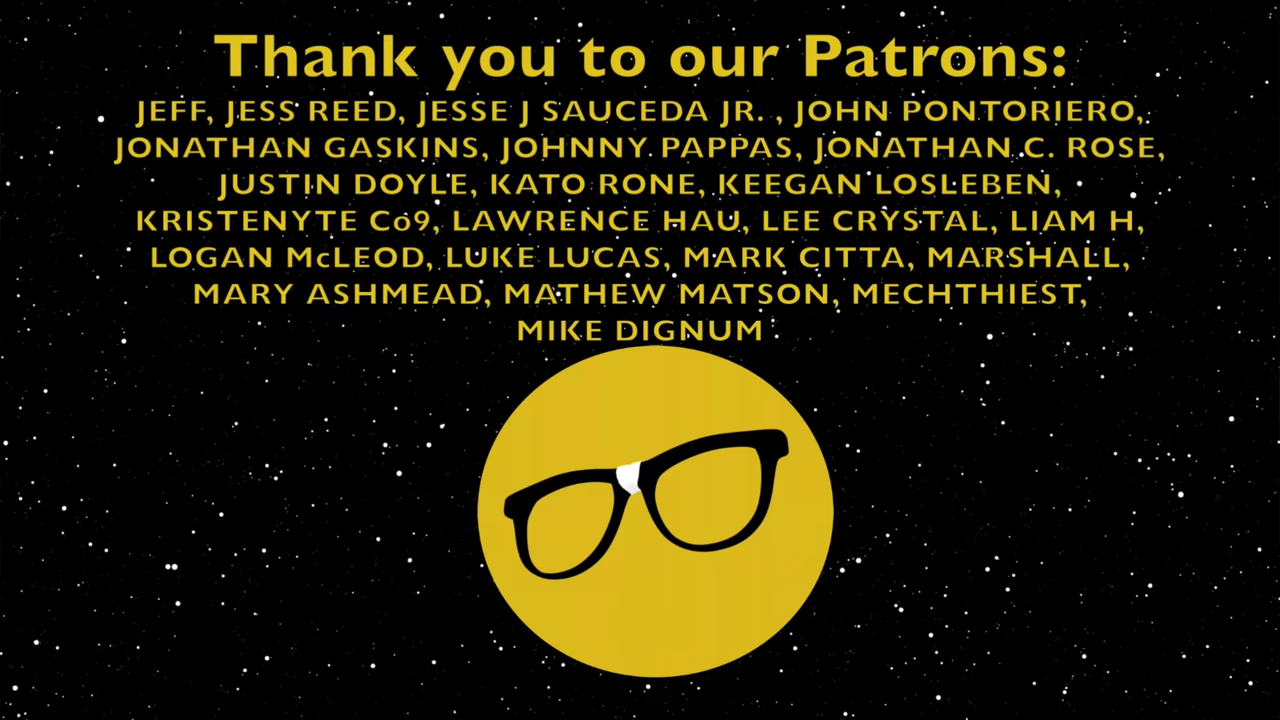 Thank you to our Patrons:
JEFF, JESS REED, JESSE J SAUCEDA JR. , JOHN PONTORIERO,
JONATHAN GASKINS, JOHNNY PAPPAS, JONATHAN C. ROSE,
JUSTIN DOYLE, KATO RONE, KEEGAN LOSLEBEN,
KRISTENYTE Co9, LAWRENCE HAU, LEE CRYSTAL, LIAM H,
LOGAN McLEOD, LUKE LUCAS, MARK CITTA, MARSHALL,
MARY ASHMEAD, MATHEW MATSON, MECHTHIEST,
MIKE DIGNUM